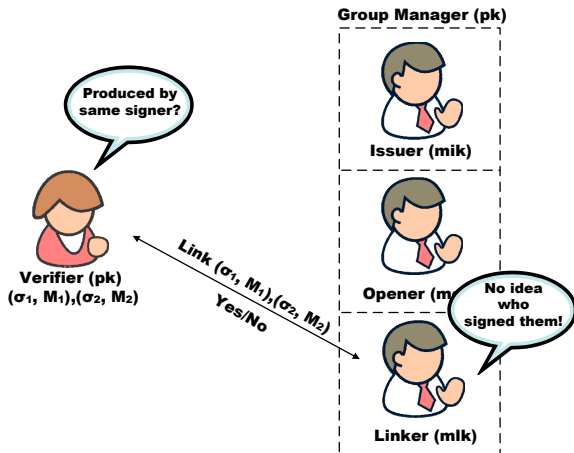 Group Manager (pk)
Produced by
same signer?
Issuer (mik)
Verifier (pk)
(σ₁, M₁),(σ₂, M₂)
Link (σ₁, M₁),(σ₂, M₂)
Yes/No
Opener (m
No idea
who
signed them!
Linker (mlk)